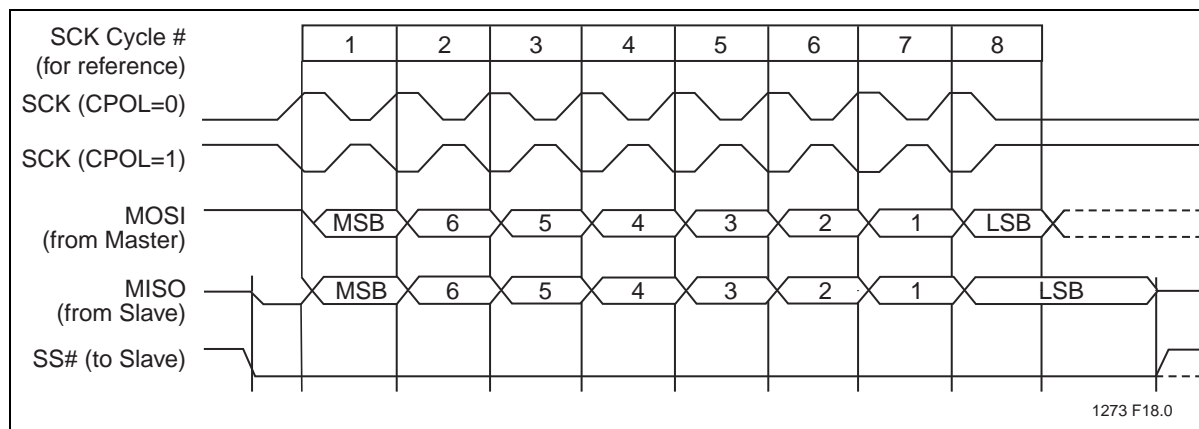 SCK Cycle #
(for reference)
1 2 3 4 5 6 7 8
SCK (CPOL=0)
SCK (CPOL=1)
MOSI
(from Master)
MSB 6 5 4 3 2 1 LSB
MISO
(from Slave)
MSB 6 5 4 3 2 1 LSB
SS# (to Slave)
1273 F18.0